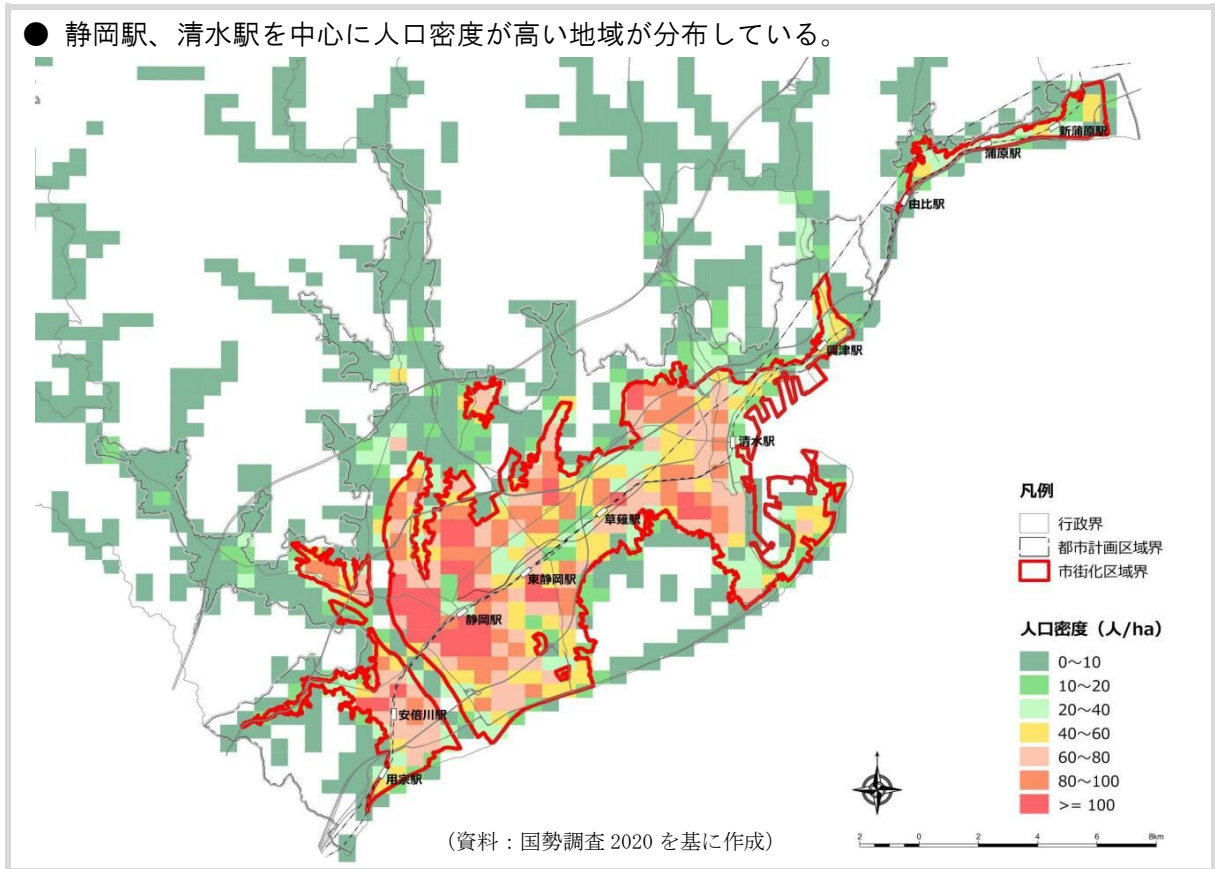 ● 静岡駅、清水駅を中心に人口密度が高い地域が分布している。
新蒲原駅
蒲原駅
由比駅
興津駅
清水駅
草薙駅
東静岡駅
静岡駅
安倍川駅
用宗駅
凡例
行政界
都市計画区域界
市街化区域界
人口密度（人/ha）
0～10
10～20
20～40
40～60
60～80
80～100
>= 100
（資料：国勢調査 2020 を基に作成）
2 0 2 4 6 8km